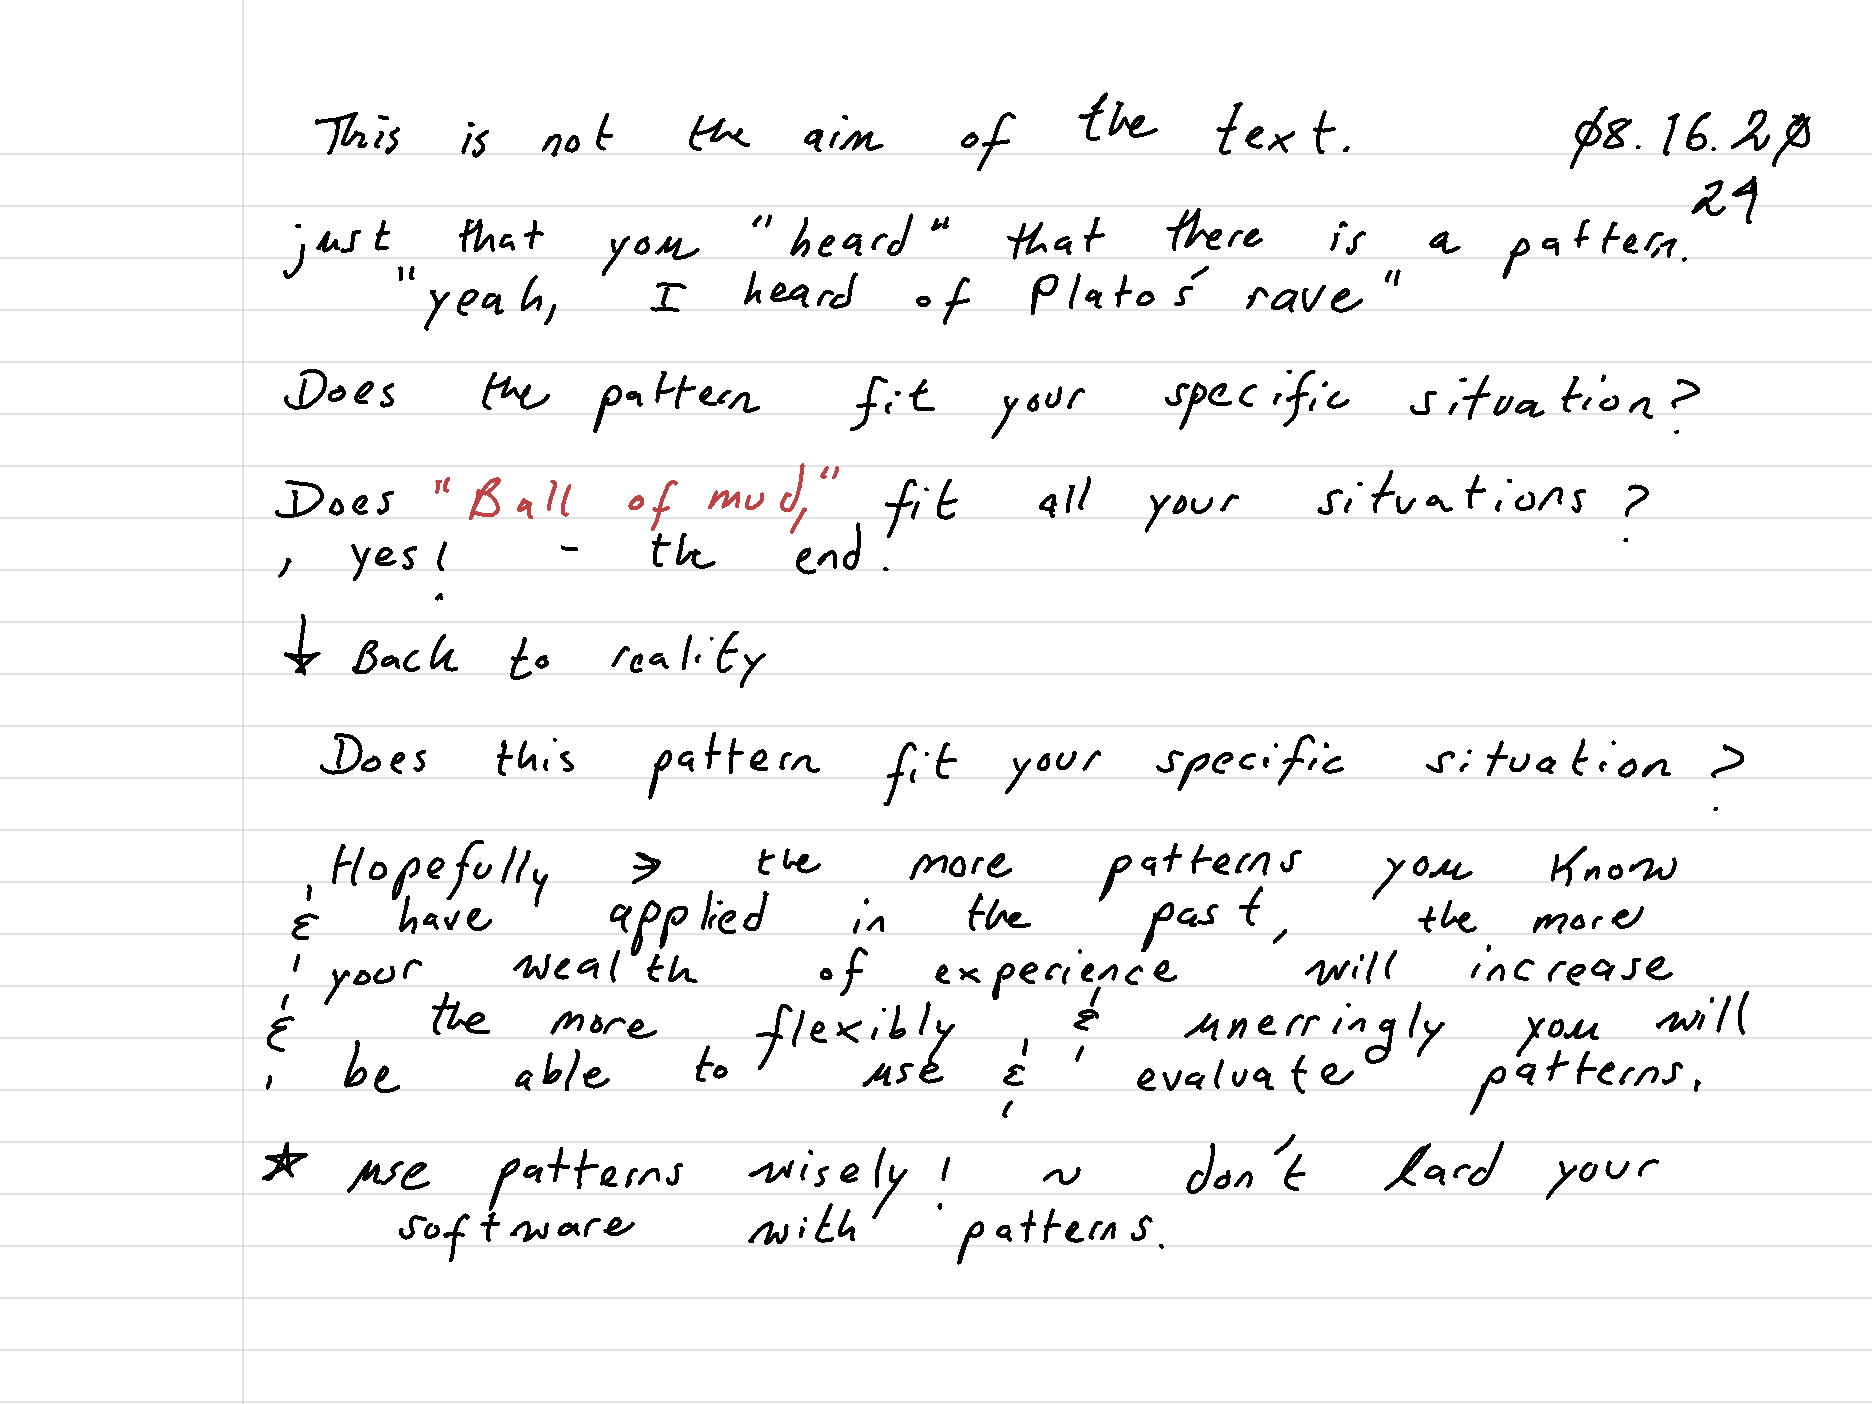 This is not the aim of the text. 08.16.20
24
just that you "heard" that there is a pattern.
"yeah, I heard of Plato's rave"
Does the pattern fit your specific situation?
Does "Ball of mud," fit all your situations?
, yes! - the end.
↓ Back to reality
Does this pattern fit your specific situation?
Hopefully → the more patterns you know
& have applied in the past, the more
your wealth of experience will increase
& the more flexibly & unerringly you will
be able to use & evaluate patterns.
☆ use patterns wisely! ~ don't lard your
software with patterns.